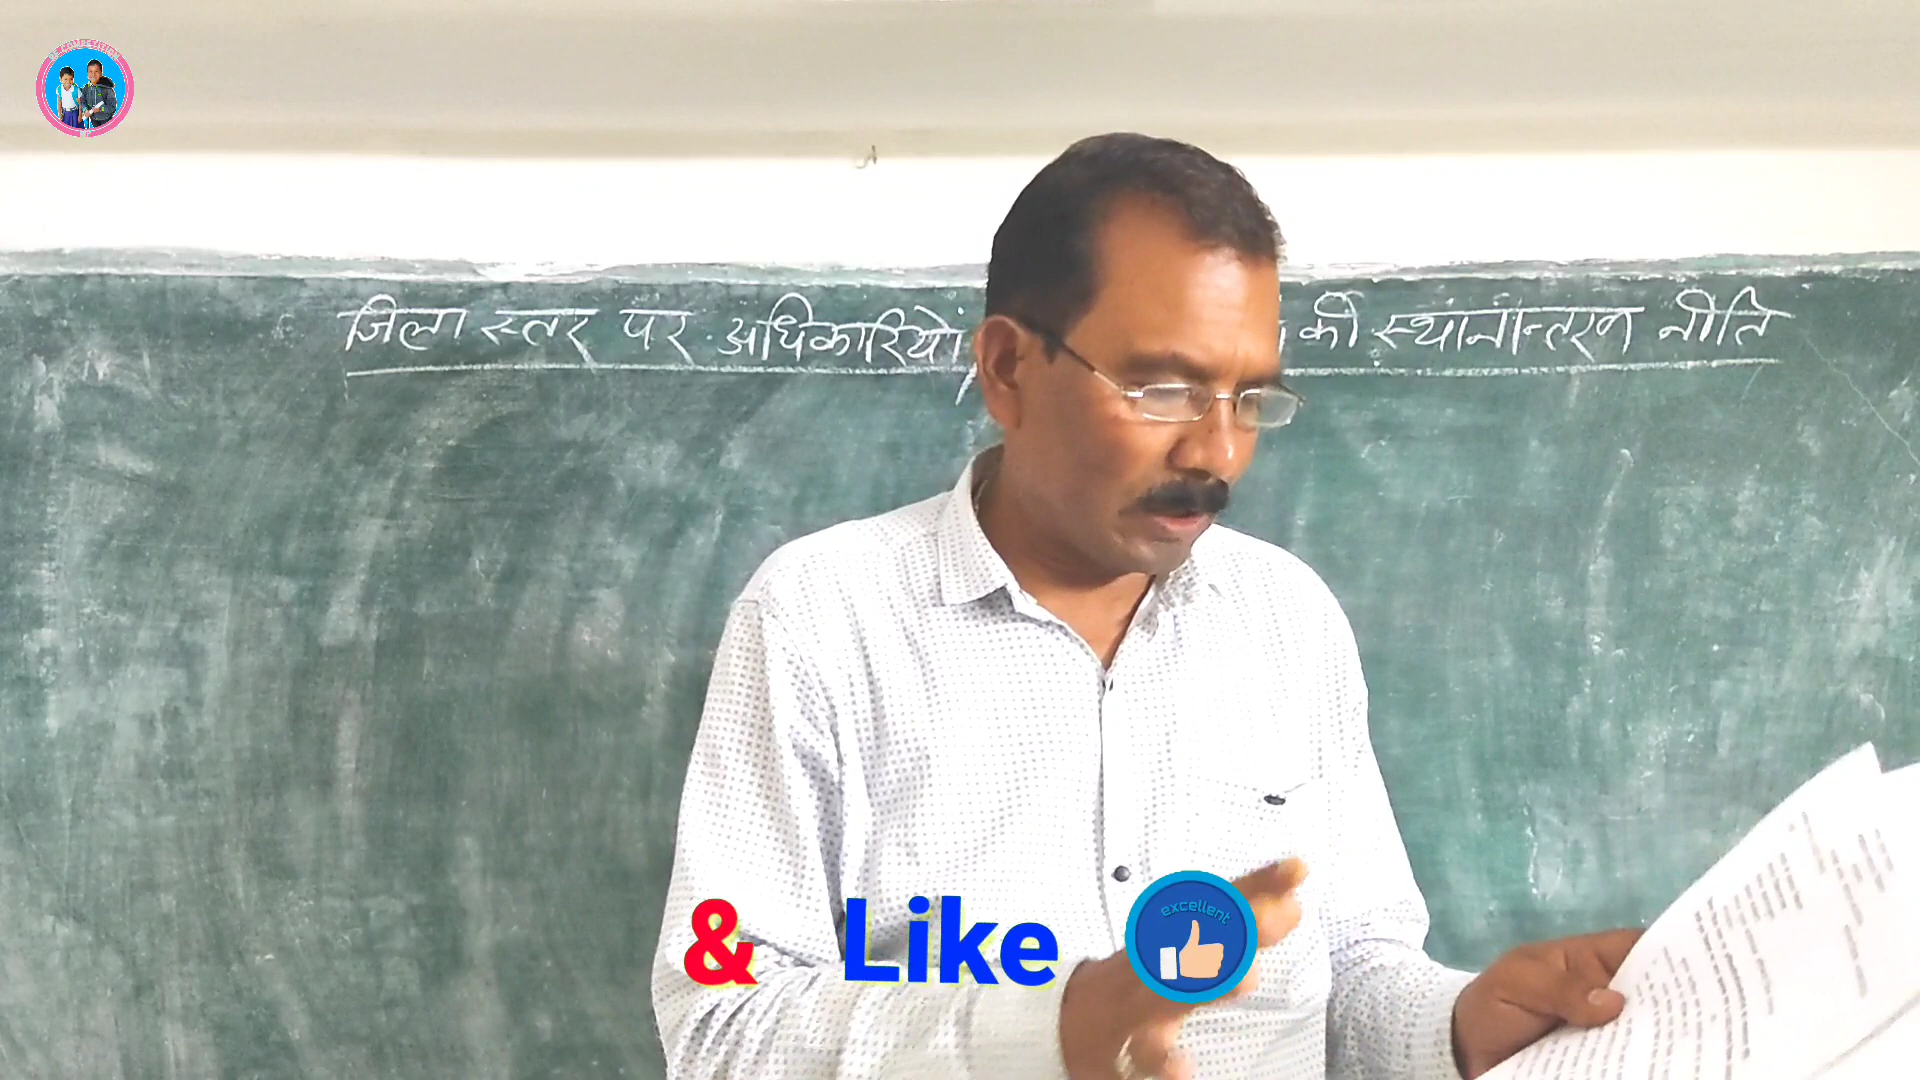 जिला स्तर पर अधिकारियों की स्थानान्तरण नीति
& Like
excellent